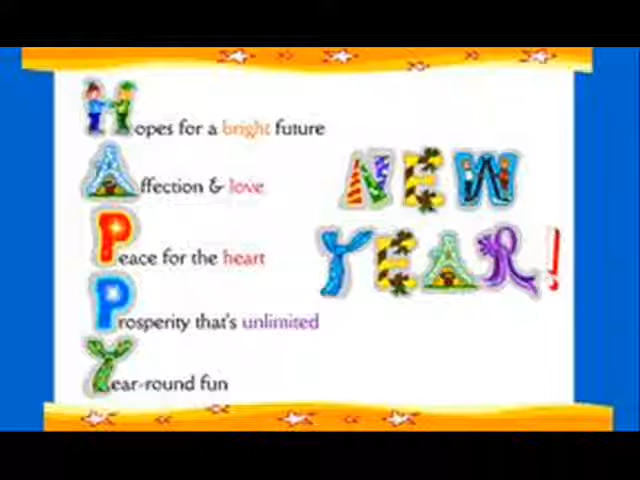 Hopes for a bright future
Affection & love
Peace for the heart
Prosperity that's unlimited
Year-round fun
NEW
YEAR!